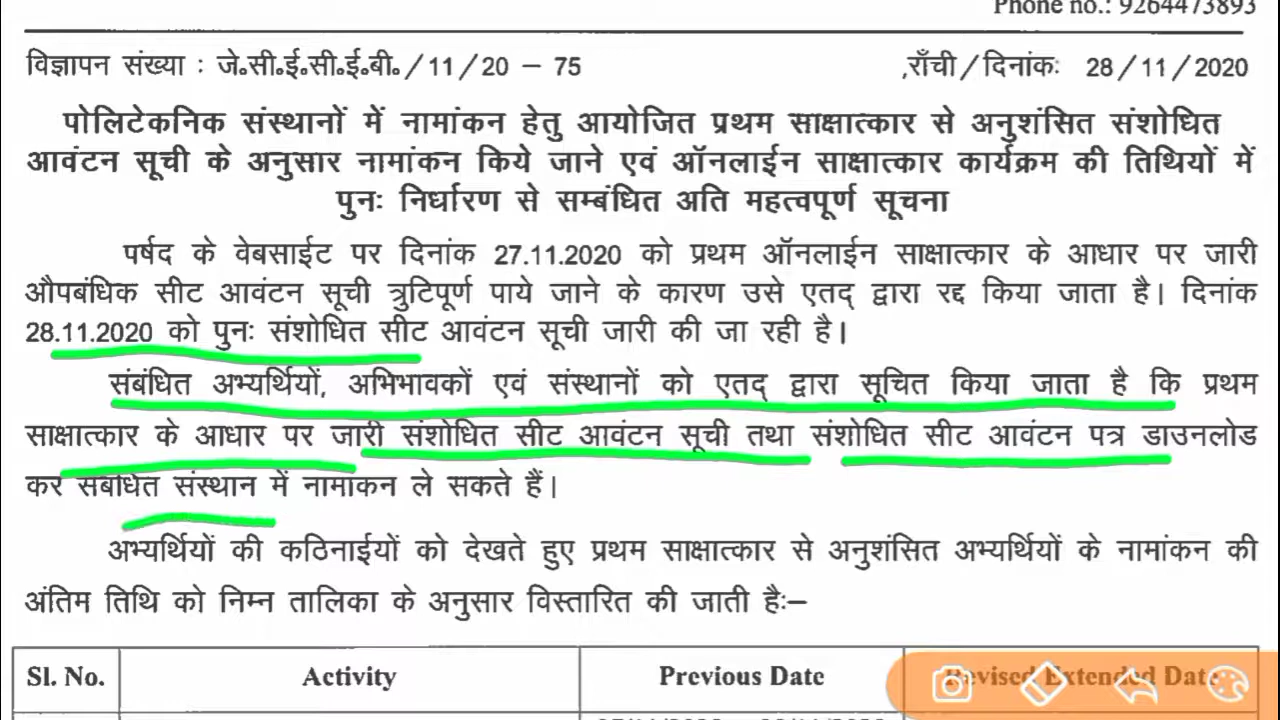 Phone no.: 9264473893
विज्ञापन संख्या : जे०सी०ई०सी०ई०बी० / 11 / 20 – 75 ,राँची / दिनांकः 28 / 11 / 2020
पोलिटेकनिक संस्थानों में नामांकन हेतु आयोजित प्रथम साक्षात्कार से अनुशंसित संशोधित
आवंटन सूची के अनुसार नामांकन किये जाने एवं ऑनलाईन साक्षात्कार कार्यक्रम की तिथियों में
पुनः निर्धारण से सम्बंधित अति महत्वपूर्ण सूचना
पर्षद के वेबसाईट पर दिनांक 27.11.2020 को प्रथम ऑनलाईन साक्षात्कार के आधार पर जारी
औपबंधिक सीट आवंटन सूची त्रुटिपूर्ण पाये जाने के कारण उसे एतद् द्वारा रद्द किया जाता है। दिनांक
28.11.2020 को पुनः संशोधित सीट आवंटन सूची जारी की जा रही है।
संबंधित अभ्यर्थियों, अभिभावकों एवं संस्थानों को एतद् द्वारा सूचित किया जाता है कि प्रथम
साक्षात्कार के आधार पर जारी संशोधित सीट आवंटन सूची तथा संशोधित सीट आवंटन पत्र डाउनलोड
कर संबंधित संस्थान में नामांकन ले सकते हैं।
अभ्यर्थियों की कठिनाईयों को देखते हुए प्रथम साक्षात्कार से अनुशंसित अभ्यर्थियों के नामांकन की
अंतिम तिथि को निम्न तालिका के अनुसार विस्तारित की जाती हैः–
Sl. No. Activity Previous Date Revised Extended Date